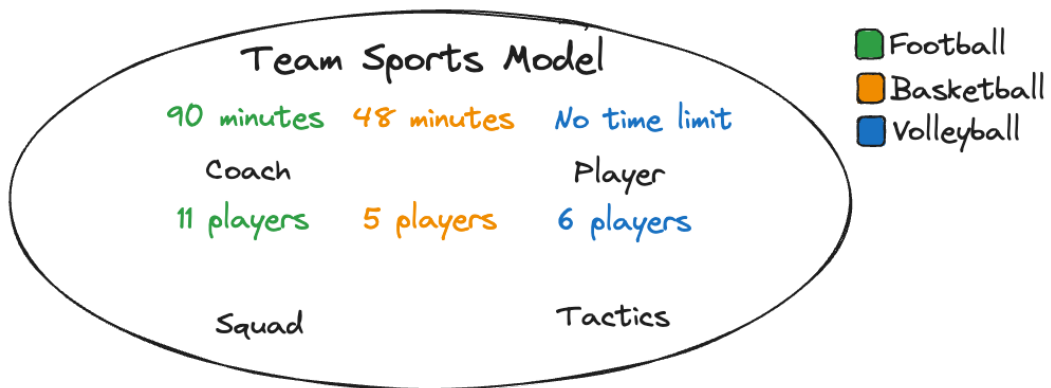 Team Sports Model
90 minutes 48 minutes No time limit
Coach Player
11 players 5 players 6 players
Squad Tactics
Football
Basketball
Volleyball